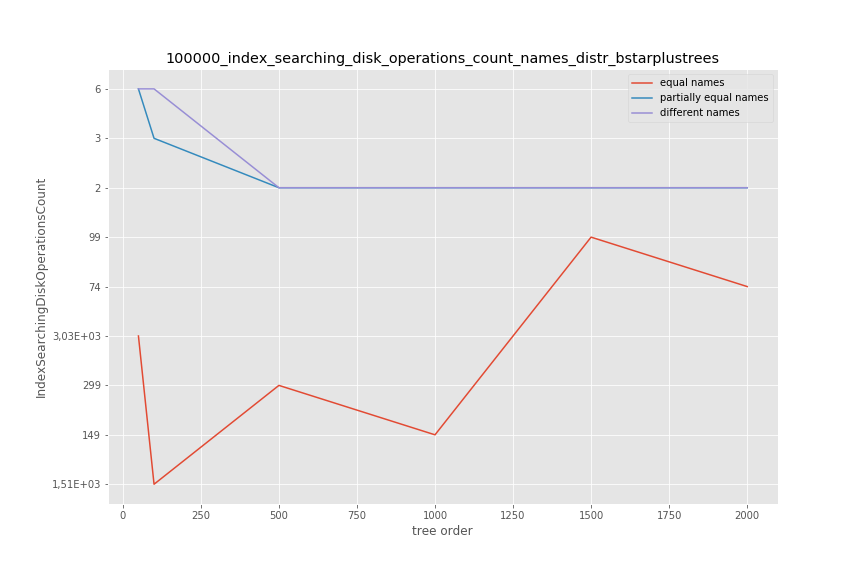 100000_index_searching_disk_operations_count_names_distr_bstarplustrees
equal names
partially equal names
different names
IndexSearchingDiskOperationsCount
6
3
2
99
74
3,03E+03
299
149
1,51E+03
0 250 500 750 1000 1250 1500 1750 2000
tree order